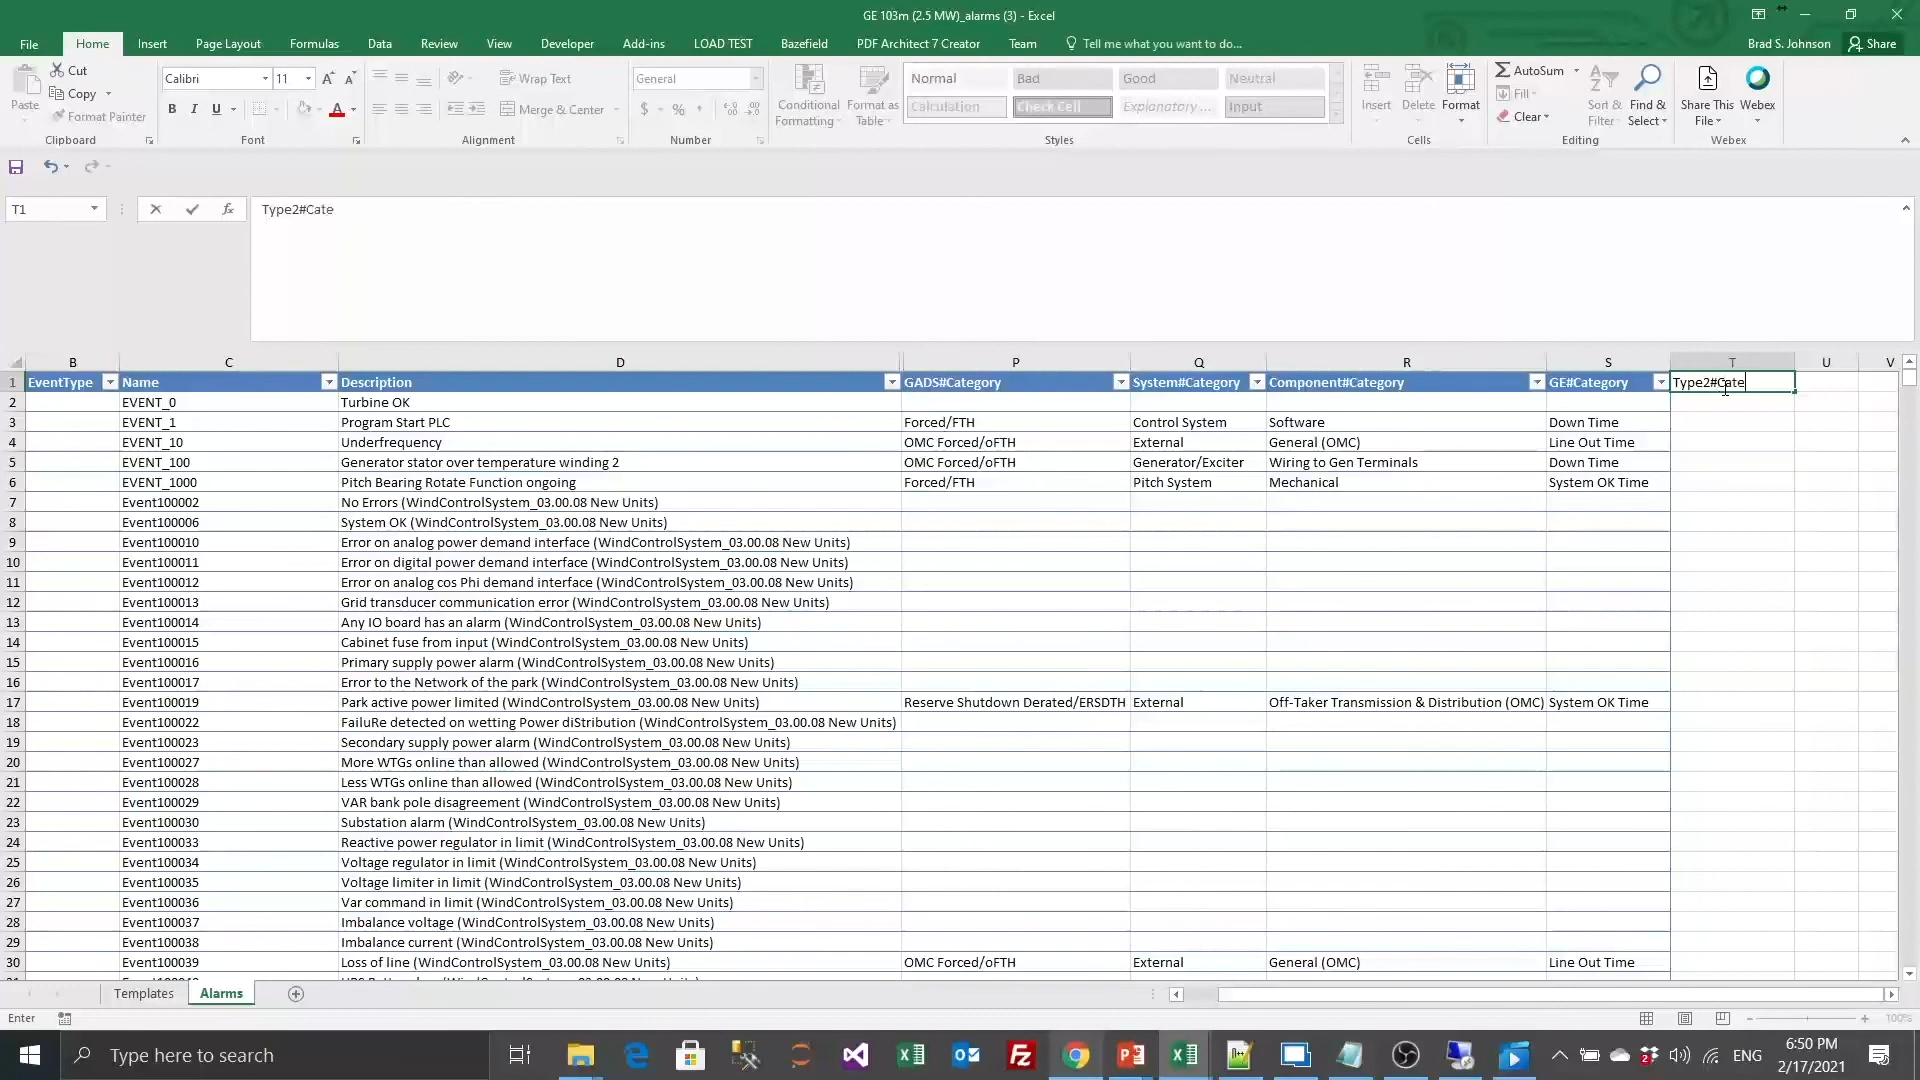 GE 103m (2.5 MW)_alarms (3) - Excel
File Home Insert Page Layout Formulas Data Review View Developer Add-ins LOAD TEST Bazefield PDF Architect 7 Creator Team Tell me what you want to do... Brad S. Johnson Share
Paste Cut Copy Format Painter Clipboard
Calibri 11 B I U A Font
Wrap Text Merge & Center Alignment
General $ % , Number
Conditional Formatting Format as Table
Normal Bad Good Neutral
Calculation Check Cell Explanatory ... Input
Styles
Insert Delete Format Cells
AutoSum Fill Clear Sort & Filter Find & Select Editing
Share This File Webex Webex
T1 fx Type2#Cate
B C D P Q R S T U V
1 EventType Name Description GADS#Category System#Category Component#Category GE#Category Type2#Cate
2 EVENT_0 Turbine OK
3 EVENT_1 Program Start PLC Forced/FTH Control System Software Down Time
4 EVENT_10 Underfrequency OMC Forced/oFTH External General (OMC) Line Out Time
5 EVENT_100 Generator stator over temperature winding 2 OMC Forced/oFTH Generator/Exciter Wiring to Gen Terminals Down Time
6 EVENT_1000 Pitch Bearing Rotate Function ongoing Forced/FTH Pitch System Mechanical System OK Time
7 Event100002 No Errors (WindControlSystem_03.00.08 New Units)
8 Event100006 System OK (WindControlSystem_03.00.08 New Units)
9 Event100010 Error on analog power demand interface (WindControlSystem_03.00.08 New Units)
10 Event100011 Error on digital power demand interface (WindControlSystem_03.00.08 New Units)
11 Event100012 Error on analog cos Phi demand interface (WindControlSystem_03.00.08 New Units)
12 Event100013 Grid transducer communication error (WindControlSystem_03.00.08 New Units)
13 Event100014 Any IO board has an alarm (WindControlSystem_03.00.08 New Units)
14 Event100015 Cabinet fuse from input (WindControlSystem_03.00.08 New Units)
15 Event100016 Primary supply power alarm (WindControlSystem_03.00.08 New Units)
16 Event100017 Error to the Network of the park (WindControlSystem_03.00.08 New Units)
17 Event100019 Park active power limited (WindControlSystem_03.00.08 New Units) Reserve Shutdown Derated/ERSDTH External Off-Taker Transmission & Distribution (OMC) System OK Time
18 Event100022 FailuRe detected on wetting Power diStribution (WindControlSystem_03.00.08 New Units)
19 Event100023 Secondary supply power alarm (WindControlSystem_03.00.08 New Units)
20 Event100027 More WTGs online than allowed (WindControlSystem_03.00.08 New Units)
21 Event100028 Less WTGs online than allowed (WindControlSystem_03.00.08 New Units)
22 Event100029 VAR bank pole disagreement (WindControlSystem_03.00.08 New Units)
23 Event100030 Substation alarm (WindControlSystem_03.00.08 New Units)
24 Event100033 Reactive power regulator in limit (WindControlSystem_03.00.08 New Units)
25 Event100034 Voltage regulator in limit (WindControlSystem_03.00.08 New Units)
26 Event100035 Voltage limiter in limit (WindControlSystem_03.00.08 New Units)
27 Event100036 Var command in limit (WindControlSystem_03.00.08 New Units)
28 Event100037 Imbalance voltage (WindControlSystem_03.00.08 New Units)
29 Event100038 Imbalance current (WindControlSystem_03.00.08 New Units)
30 Event100039 Loss of line (WindControlSystem_03.00.08 New Units) OMC Forced/oFTH External General (OMC) Line Out Time
Templates Alarms
Enter 100%
Type here to search ENG 6:50 PM
2/17/2021